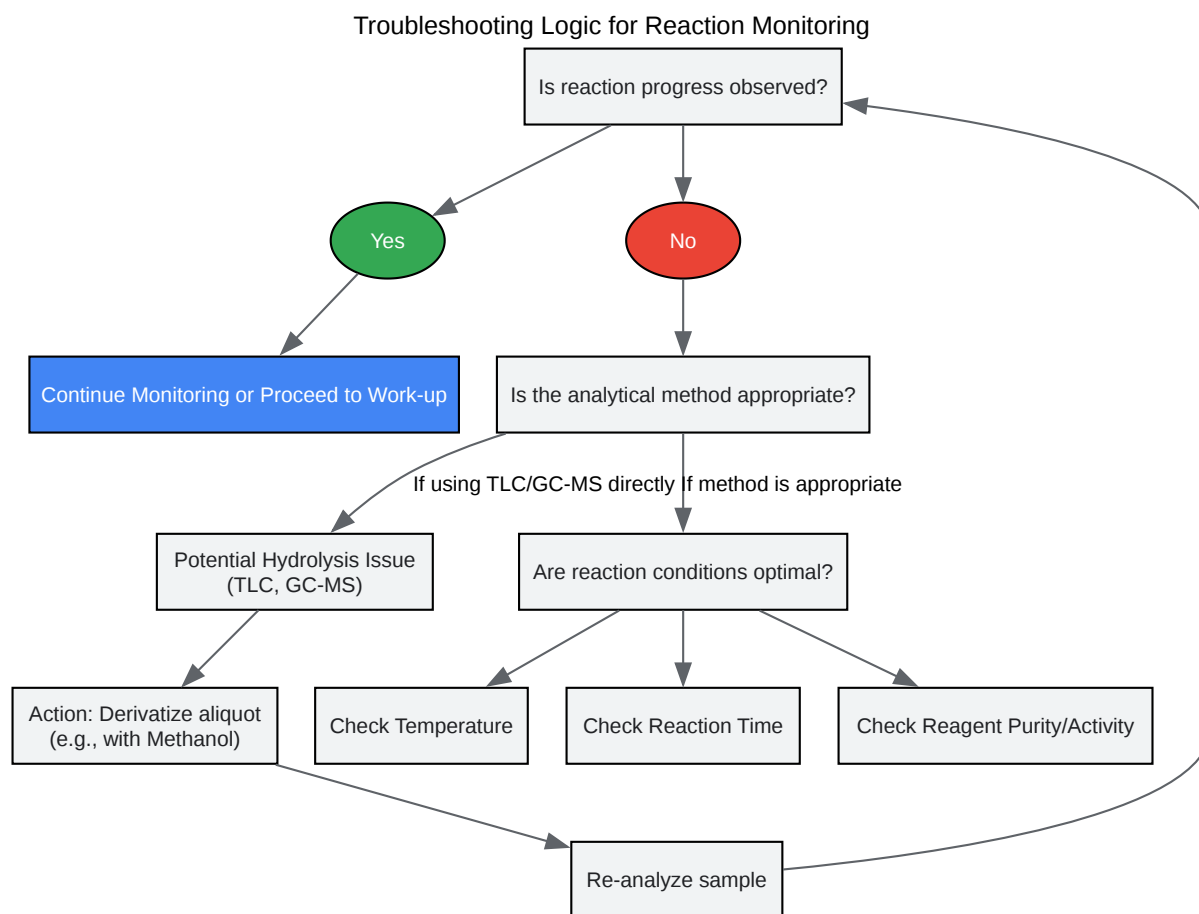 Troubleshooting Logic for Reaction Monitoring
Is reaction progress observed?
Yes
No
Continue Monitoring or Proceed to Work-up
Is the analytical method appropriate?
If using TLC/GC-MS directly
If method is appropriate
Potential Hydrolysis Issue
(TLC, GC-MS)
Are reaction conditions optimal?
Action: Derivatize aliquot
(e.g., with Methanol)
Check Temperature
Check Reaction Time
Check Reagent Purity/Activity
Re-analyze sample